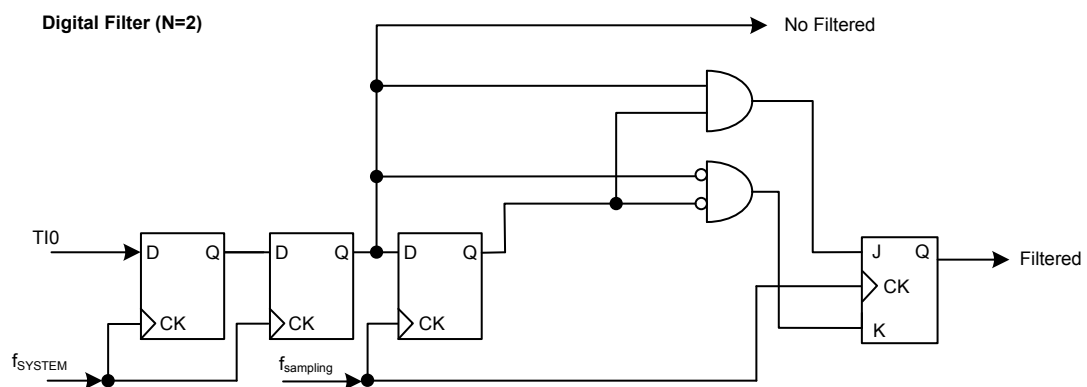 Digital Filter (N=2)
No Filtered
TI0
D Q
D Q
D Q
J Q
Filtered
CK
CK
CK
CK
K
fSYSTEM
fsampling